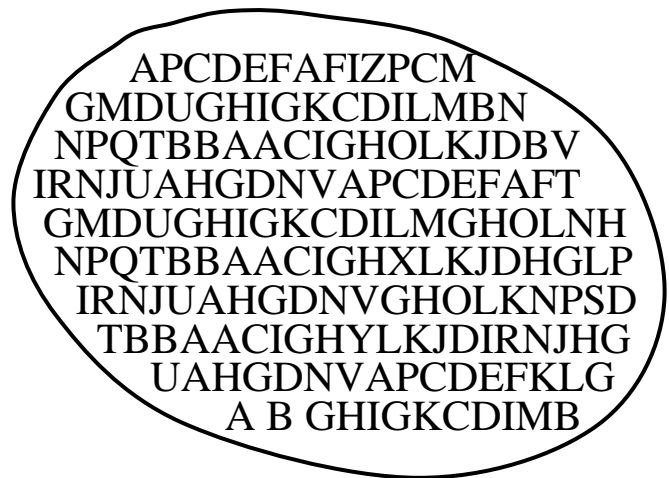 APCDEFAFIZPCM
GMDUGHIGKCDILMBN
NPQTBBAACIGHOLKJDBV
IRNJUAHGDNVAPCDEFAFT
GMDUGHIGKCDILMGHOLNH
NPQTBBAACIGHXLKJDHGLP
IRNJUAHGDNVGHOLKNPSD
TBBAACIGHYLKJDIRNJHG
UAHGDNVAPCDEFKLG
A B GHIGKCDIMB